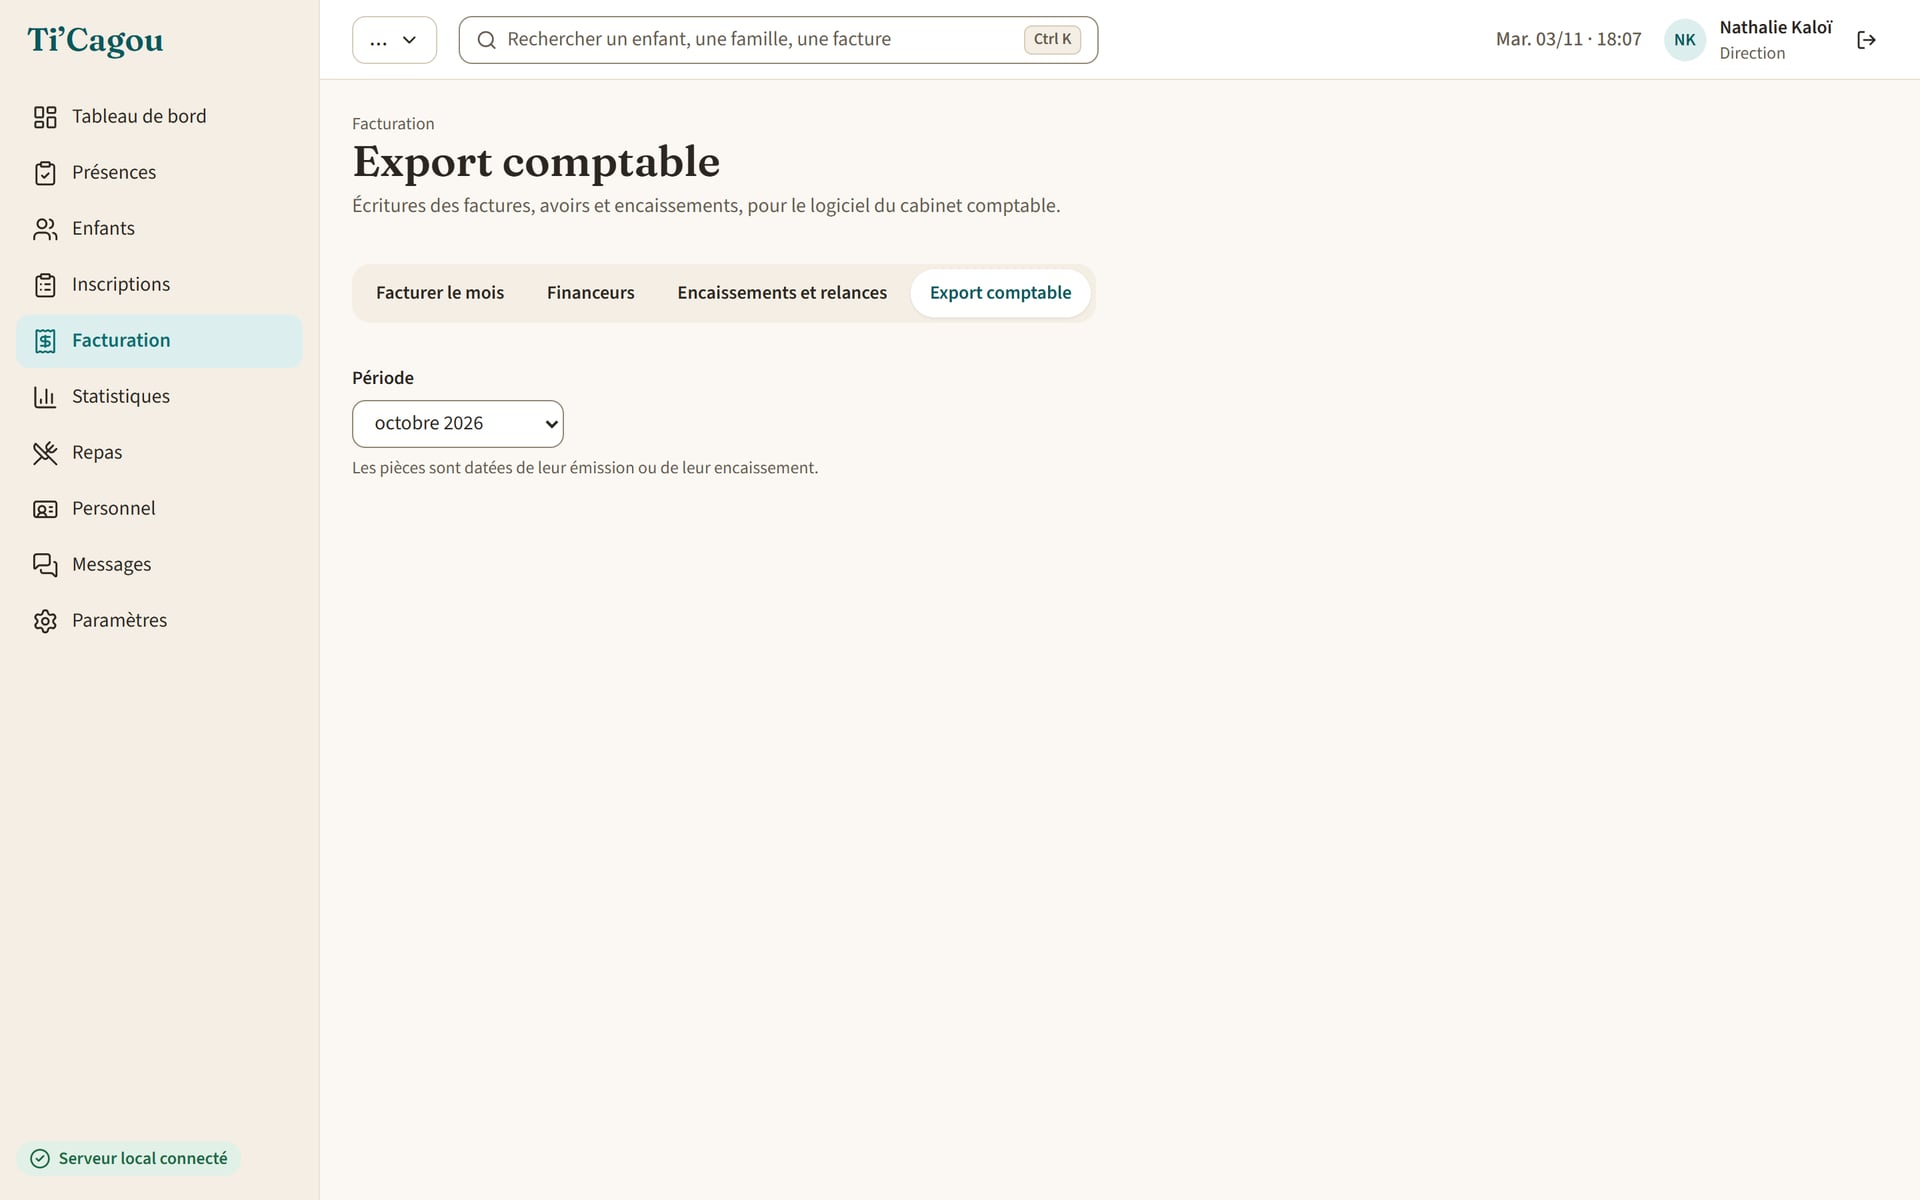 Ti’Cagou
Tableau de bord
Présences
Enfants
Inscriptions
Facturation
Statistiques
Repas
Personnel
Messages
Paramètres
Serveur local connecté
...
Rechercher un enfant, une famille, une facture
Ctrl K
Mar. 03/11 · 18:07
NK
Nathalie Kaloï
Direction
Facturation
Export comptable
Écritures des factures, avoirs et encaissements, pour le logiciel du cabinet comptable.
Facturer le mois
Financeurs
Encaissements et relances
Export comptable
Période
octobre 2026
Les pièces sont datées de leur émission ou de leur encaissement.